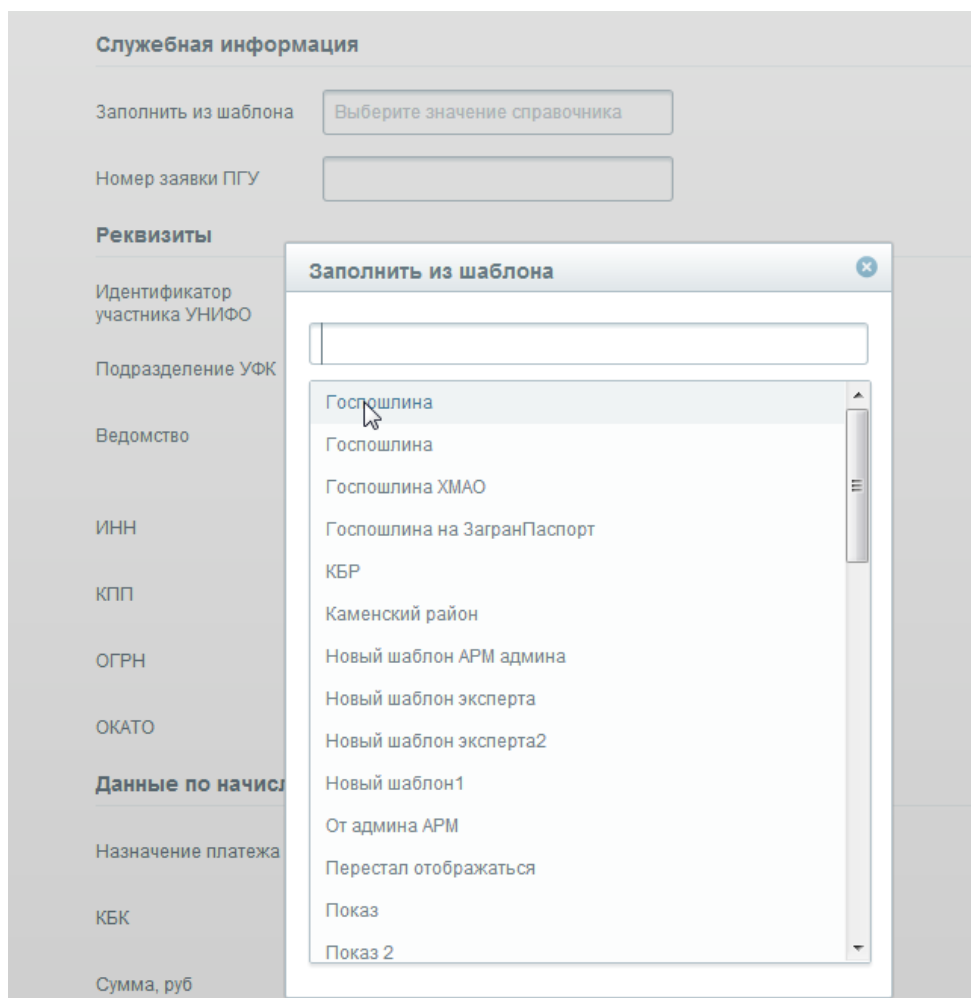 Служебная информация
Заполнить из шаблона
Выберите значение справочника
Номер заявки ПГУ
Реквизиты
Идентификатор
участника УНИФО
Подразделение УФК
Ведомство
ИНН
КПП
ОГРН
ОКАТО
Данные по
Назначение платежа
КБК
Сумма, руб
Заполнить из шаблона
Госпошлина
Госпошлина
Госпошлина ХМАО
Госпошлина на ЗагранПаспорт
КБР
Каменский район
Новый шаблон АРМ админа
Новый шаблон эксперта
Новый шаблон эксперта2
Новый шаблон1
От админа АРМ
Перестал отображаться
Показ
Показ 2